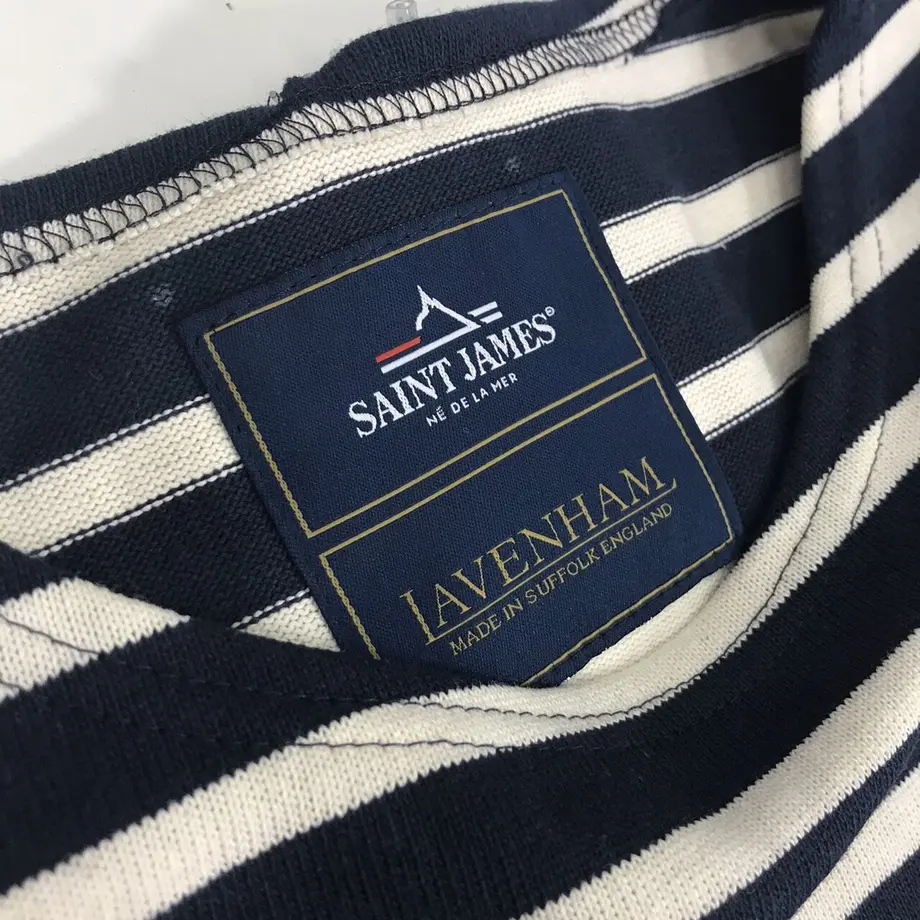 SAINT JAMES®
NÉ DE LA MER
LAVENHAM
MADE IN SUFFOLK ENGLAND